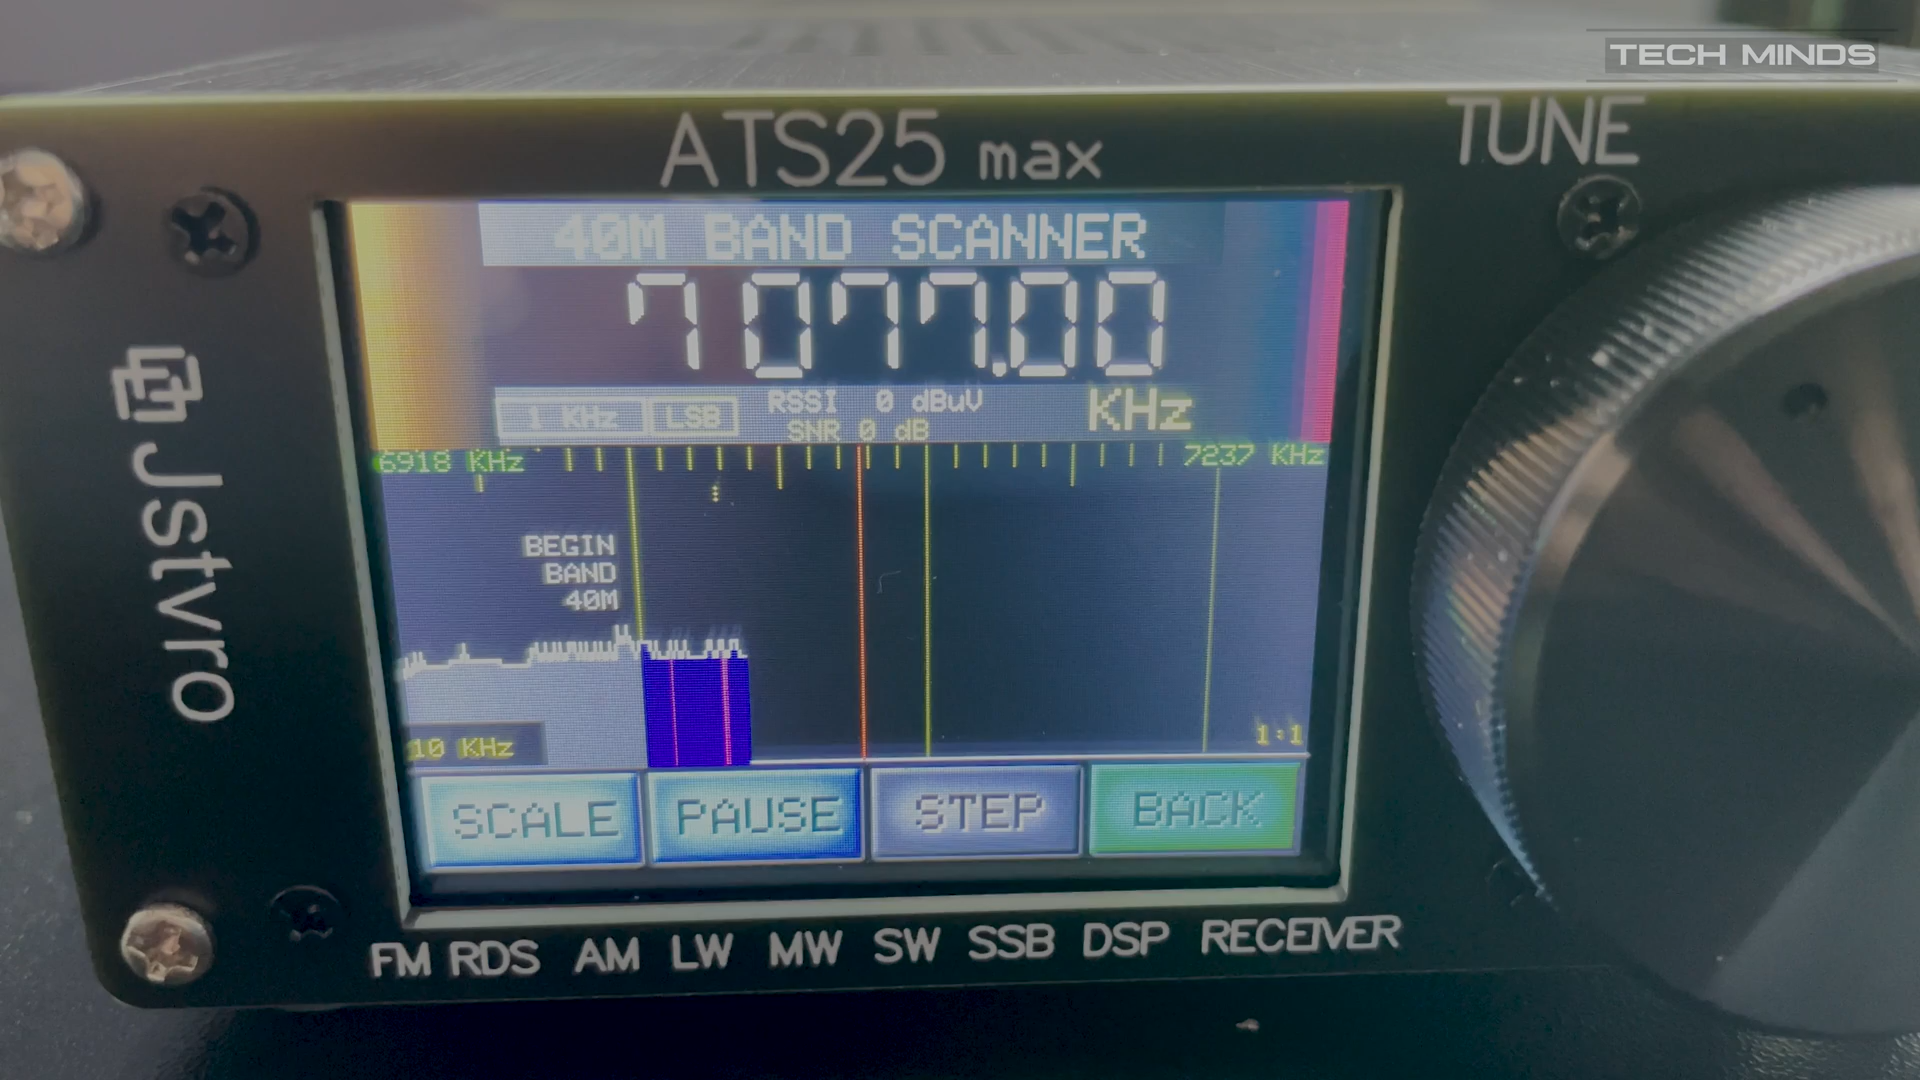 TECH MINDS
ATS25 max
TUNE
40M BAND SCANNER
7077.00
1 KHz
LSB
RSSI 0 dBuV
SNR 0 dB
KHz
6918 KHz
7237 KHz
BEGIN
BAND
40M
10 KHz
1:1
SCALE
PAUSE
STEP
BACK
Jstvro
FM RDS AM LW MW SW SSB DSP RECEIVER